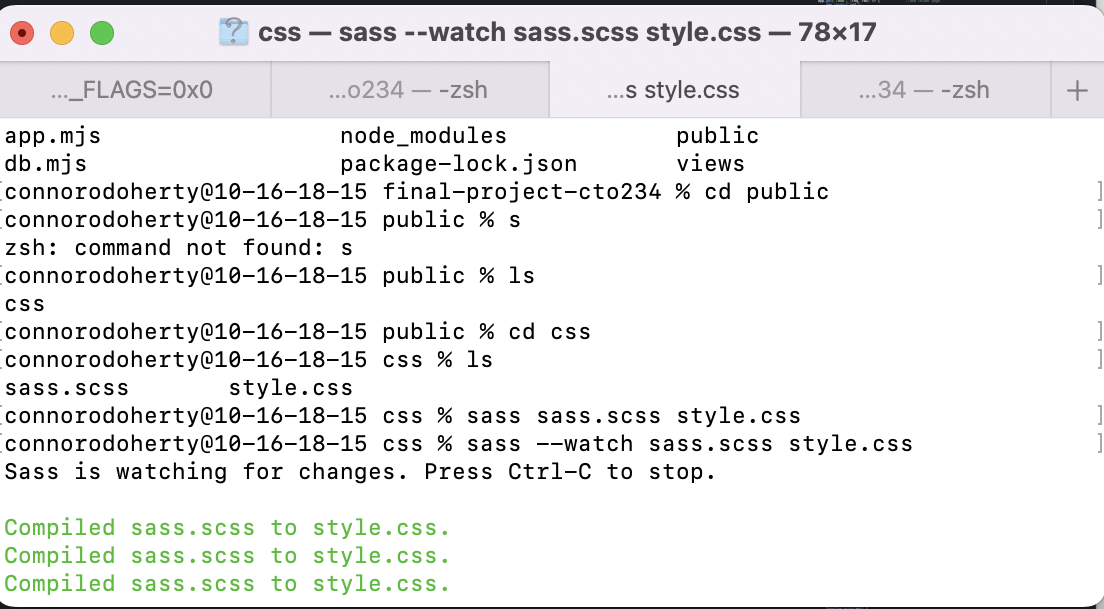 css — sass --watch sass.scss style.css — 78×17
..._FLAGS=0x0 ...o234 — -zsh ...s style.css ...34 — -zsh +
app.mjs node_modules public
db.mjs package-lock.json views
[connorodoherty@10-16-18-15 final-project-cto234 % cd public ]
[connorodoherty@10-16-18-15 public % s ]
zsh: command not found: s
[connorodoherty@10-16-18-15 public % ls ]
css
[connorodoherty@10-16-18-15 public % cd css ]
[connorodoherty@10-16-18-15 css % ls ]
sass.scss style.css
[connorodoherty@10-16-18-15 css % sass sass.scss style.css ]
[connorodoherty@10-16-18-15 css % sass --watch sass.scss style.css ]
Sass is watching for changes. Press Ctrl-C to stop.
Compiled sass.scss to style.css.
Compiled sass.scss to style.css.
Compiled sass.scss to style.css.